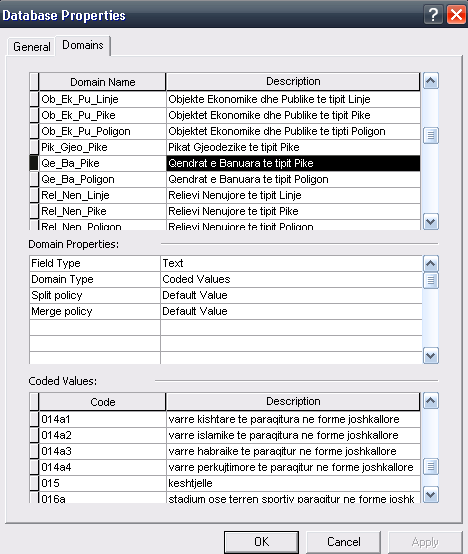 Database Properties
General Domains
Domain Name Description
Ob_Ek_Pu_Linje Objekte Ekonomike dhe Publike te tipit Linje
Ob_Ek_Pu_Pike Objektet Ekonomike dhe Publike te tipit Pike
Ob_Ek_Pu_Poligon Objektet Ekonomike dhe Publike te tipti Poligon
Pik_Gjeo_Pike Pikat Gjeodezike te tipit Pike
Qe_Ba_Pike Qendrat e Banuara te tipit Pike
Qe_Ba_Poligon Qendrat e Banuara te tipit Poligon
Rel_Nen_Linje Relievi Nenujore te tipit Linje
Rel_Nen_Pike Relievi Nenujore te tipit Pike
Rel_Nen_Poligon Relievi Nenujore te tipit Poligon
Domain Properties:
Field Type Text
Domain Type Coded Values
Split policy Default Value
Merge policy Default Value
Coded Values:
Code Description
014a1 varre kishtare te paraqitura ne forme joshkallore
014a2 varre islamike te paraqitura ne forme joshkallore
014a3 varre habraike te paraqitur ne forme joshkallore
014a4 varre perkujtimore te paraqitur ne forme joshkallore
015 keshtjelle
016a stadium ose terren sportiv paraqitur ne forme joshk
OK Cancel Apply